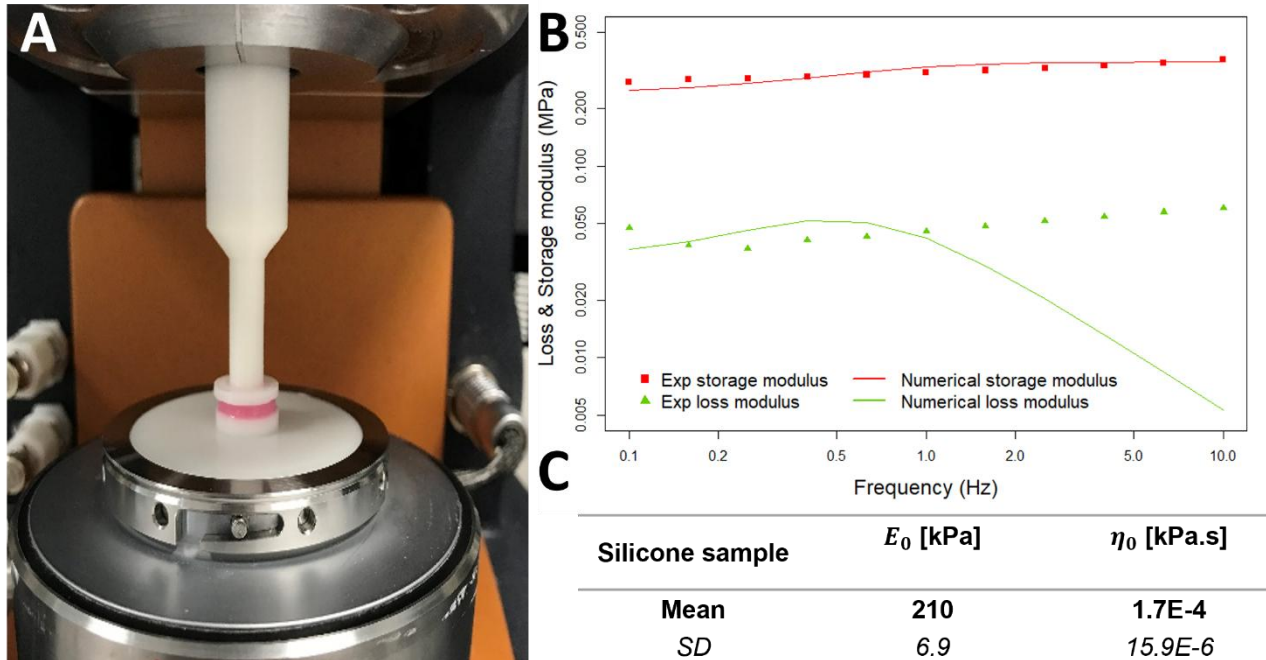 A
B
0.500
0.200
0.100
0.050
0.020
0.010
0.005
Loss & Storage modulus (MPa)
Exp storage modulus
Numerical storage modulus
Exp loss modulus
Numerical loss modulus
0.1 0.2 0.5 1.0 2.0 5.0 10.0
Frequency (Hz)
C
Silicone sample E₀ [kPa] η₀ [kPa.s]
Mean 210 1.7E-4
SD 6.9 15.9E-6